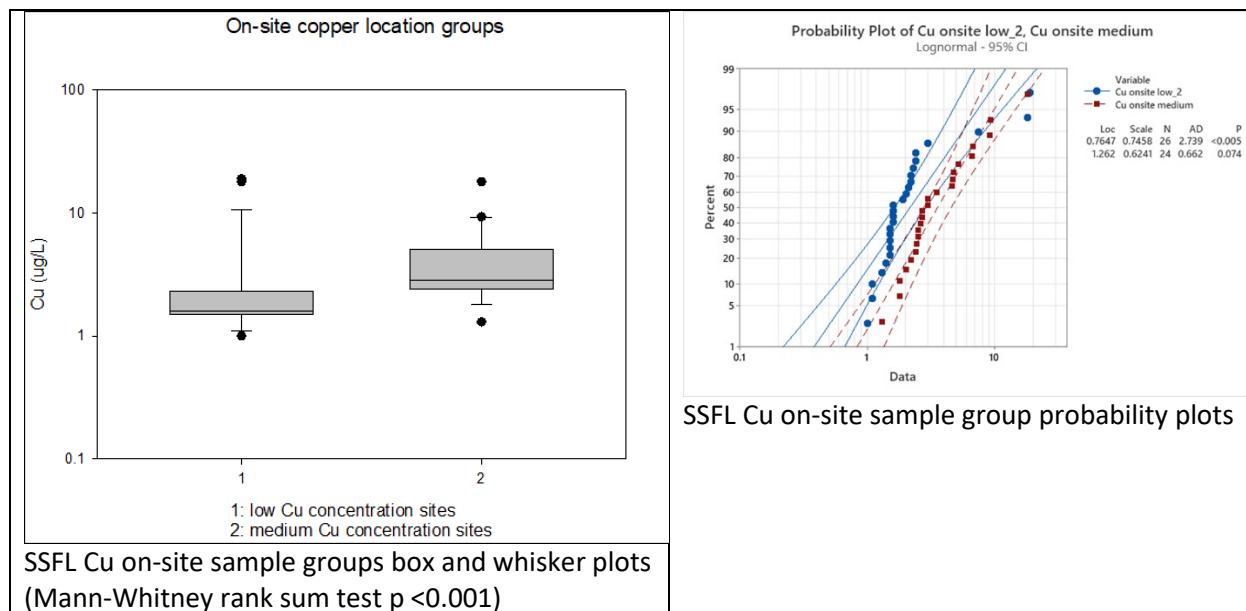 On-site copper location groups
100
10
1
0.1
Cu (ug/L)
1
2
1: low Cu concentration sites
2: medium Cu concentration sites
SSFL Cu on-site sample groups box and whisker plots
(Mann-Whitney rank sum test p <0.001)
Probability Plot of Cu onsite low_2, Cu onsite medium
Lognormal - 95% CI
99
95
90
80
70
60
50
40
30
20
10
5
1
Percent
0.1
1
10
Data
Variable
Cu onsite low_2
Cu onsite medium
Loc Scale N AD P
0.7647 0.7458 26 2.739 <0.005
1.262 0.6241 24 0.662 0.074
SSFL Cu on-site sample group probability plots